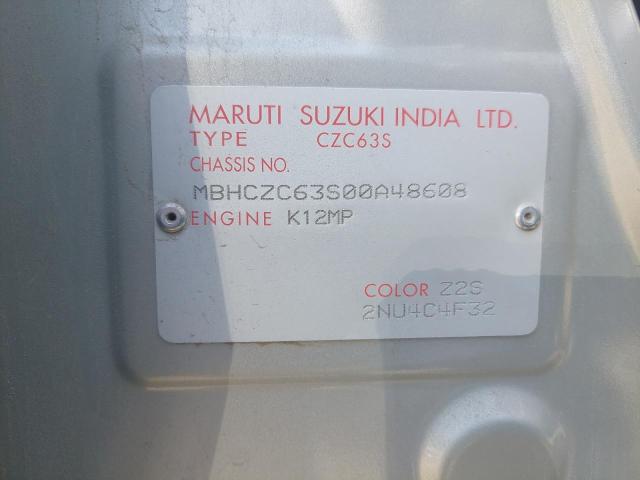 MARUTI SUZUKI INDIA LTD.
TYPE CZC63S
CHASSIS NO.
MBHCZC63S00A48608
ENGINE K12MP
COLOR Z2S
2NU4C4F32